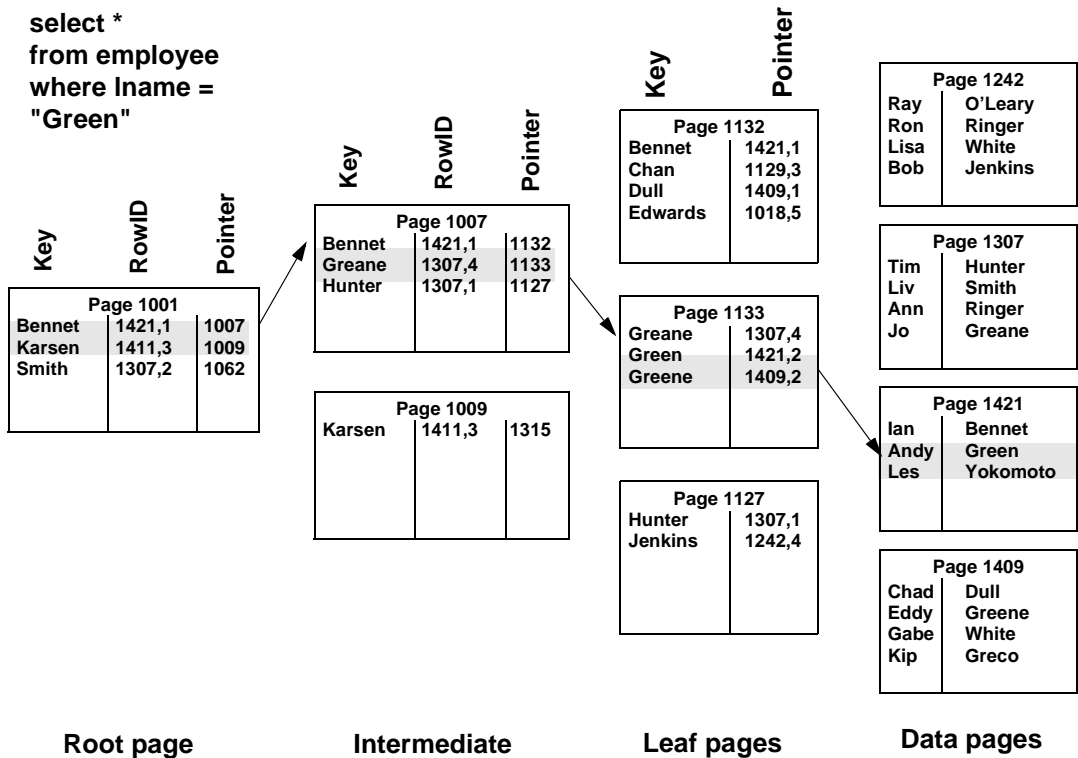 select *
from employee
where lname =
"Green"
Key RowID Pointer
Page 1001
Bennet 1421,1 1007
Karsen 1411,3 1009
Smith 1307,2 1062
Root page
Key RowID Pointer
Page 1007
Bennet 1421,1 1132
Greane 1307,4 1133
Hunter 1307,1 1127
Page 1009
Karsen 1411,3 1315
Intermediate
Key Pointer
Page 1132
Bennet 1421,1
Chan 1129,3
Dull 1409,1
Edwards 1018,5
Page 1133
Greane 1307,4
Green 1421,2
Greene 1409,2
Page 1127
Hunter 1307,1
Jenkins 1242,4
Leaf pages
Page 1242
Ray O’Leary
Ron Ringer
Lisa White
Bob Jenkins
Page 1307
Tim Hunter
Liv Smith
Ann Ringer
Jo Greane
Page 1421
Ian Bennet
Andy Green
Les Yokomoto
Page 1409
Chad Dull
Eddy Greene
Gabe White
Kip Greco
Data pages